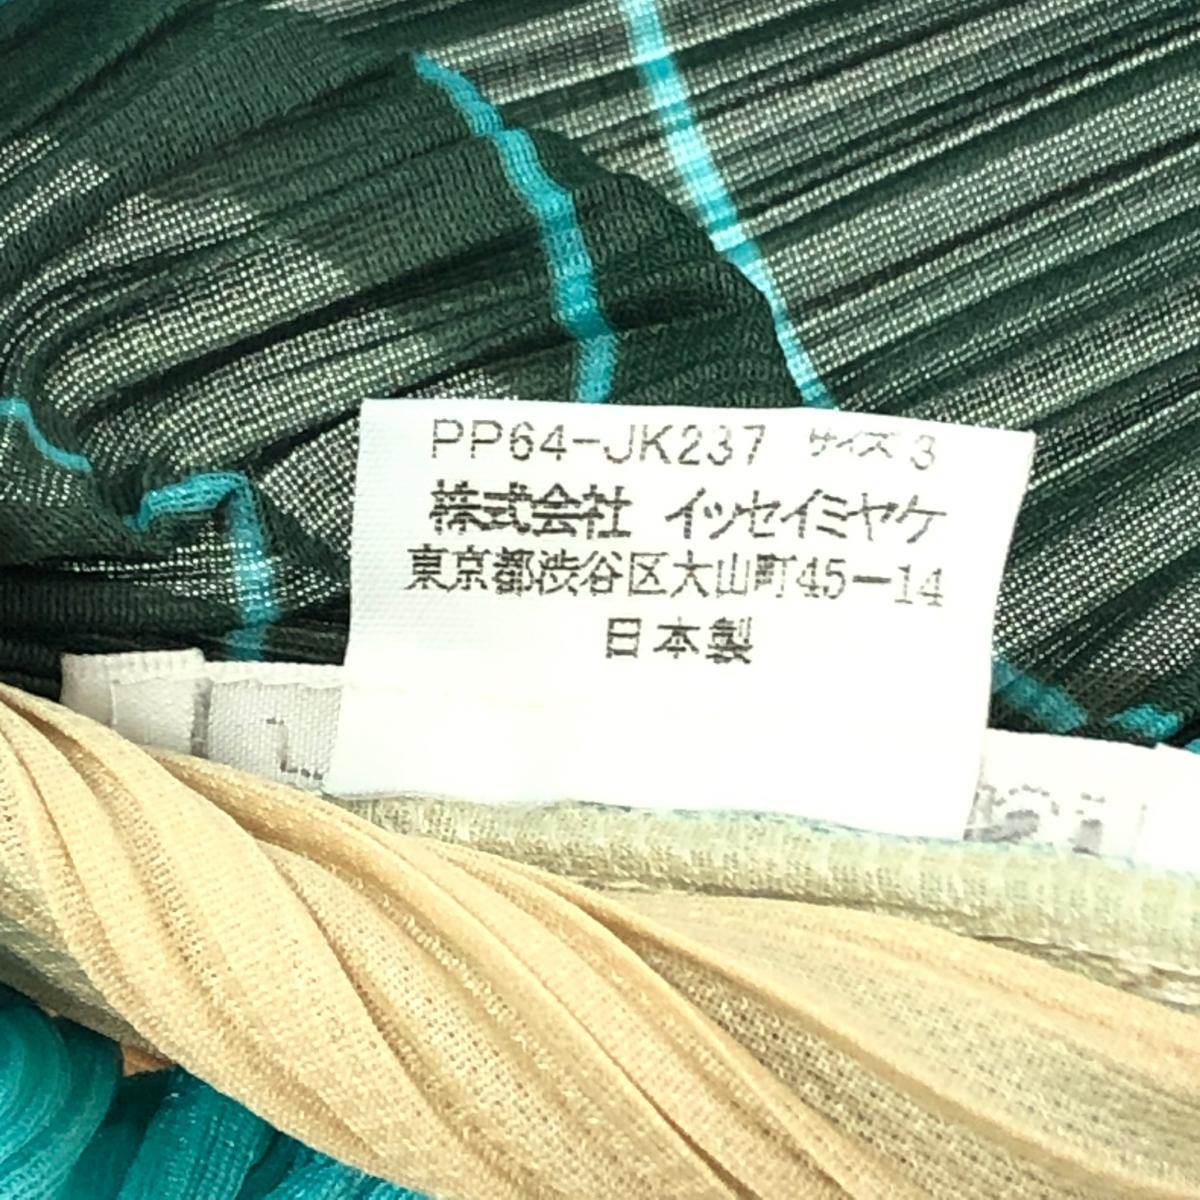 PP64-JK237 サイズ 3
株式会社 イッセイミヤケ
東京都渋谷区大山町45ー14
日本製